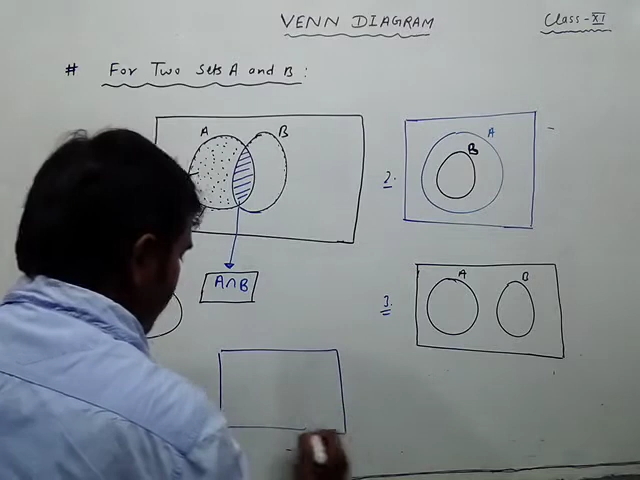 VENN DIAGRAM
Class-XI
# For Two Sets A and B:
A B
A∩B
2.
A
B
3.
A B